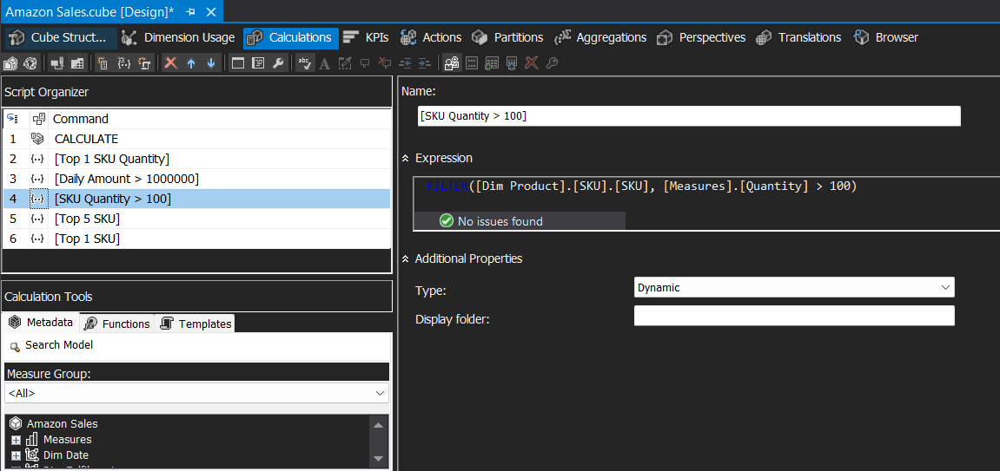 Amazon Sales.cube [Design]*
Cube Struct...
Dimension Usage
Calculations
KPIs
Actions
Partitions
Aggregations
Perspectives
Translations
Browser
Script Organizer
Command
1 CALCULATE
2 [Top 1 SKU Quantity]
3 [Daily Amount > 1000000]
4 [SKU Quantity > 100]
5 [Top 5 SKU]
6 [Top 1 SKU]
Calculation Tools
Metadata
Functions
Templates
Search Model
Measure Group:
<All>
Amazon Sales
Measures
Dim Date
Name:
[SKU Quantity > 100]
Expression
FILTER([Dim Product].[SKU].[SKU], [Measures].[Quantity] > 100)
No issues found
Additional Properties
Type:
Dynamic
Display folder: